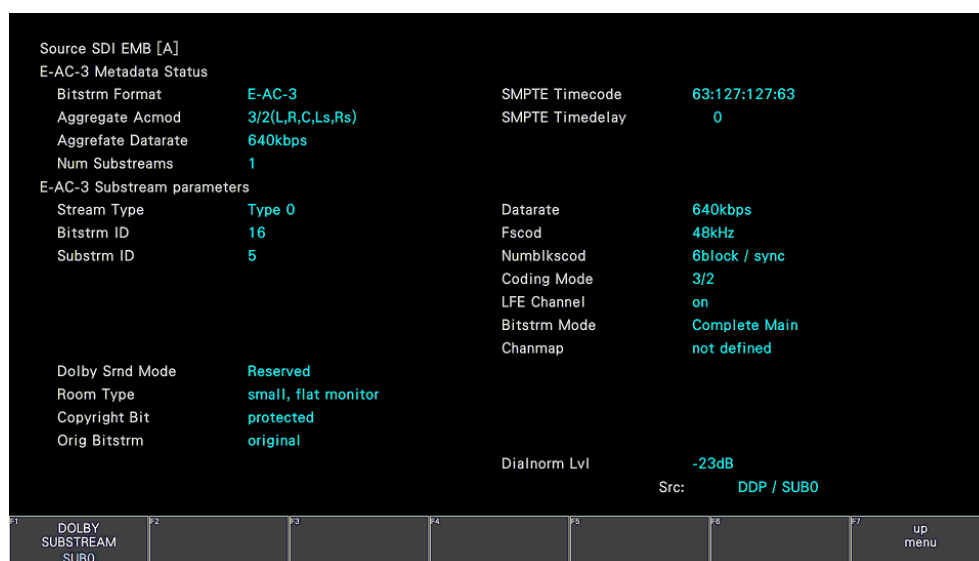 Source SDI EMB [A]
E-AC-3 Metadata Status
Bitstrm Format E-AC-3 SMPTE Timecode 63:127:127:63
Aggregate Acmod 3/2(L,R,C,Ls,Rs) SMPTE Timedelay 0
Aggrefate Datarate 640kbps
Num Substreams 1
E-AC-3 Substream parameters
Stream Type Type 0 Datarate 640kbps
Bitstrm ID 16 Fscod 48kHz
Substrm ID 5 Numblkscod 6block / sync
Coding Mode 3/2
LFE Channel on
Bitstrm Mode Complete Main
Chanmap not defined
Dolby Srnd Mode Reserved
Room Type small, flat monitor
Copyright Bit protected
Orig Bitstrm original
Dialnorm Lvl -23dB
Src: DDP / SUB0
F1 DOLBY SUBSTREAM SUB0
F2
F3
F4
F5
F6
F7 up menu